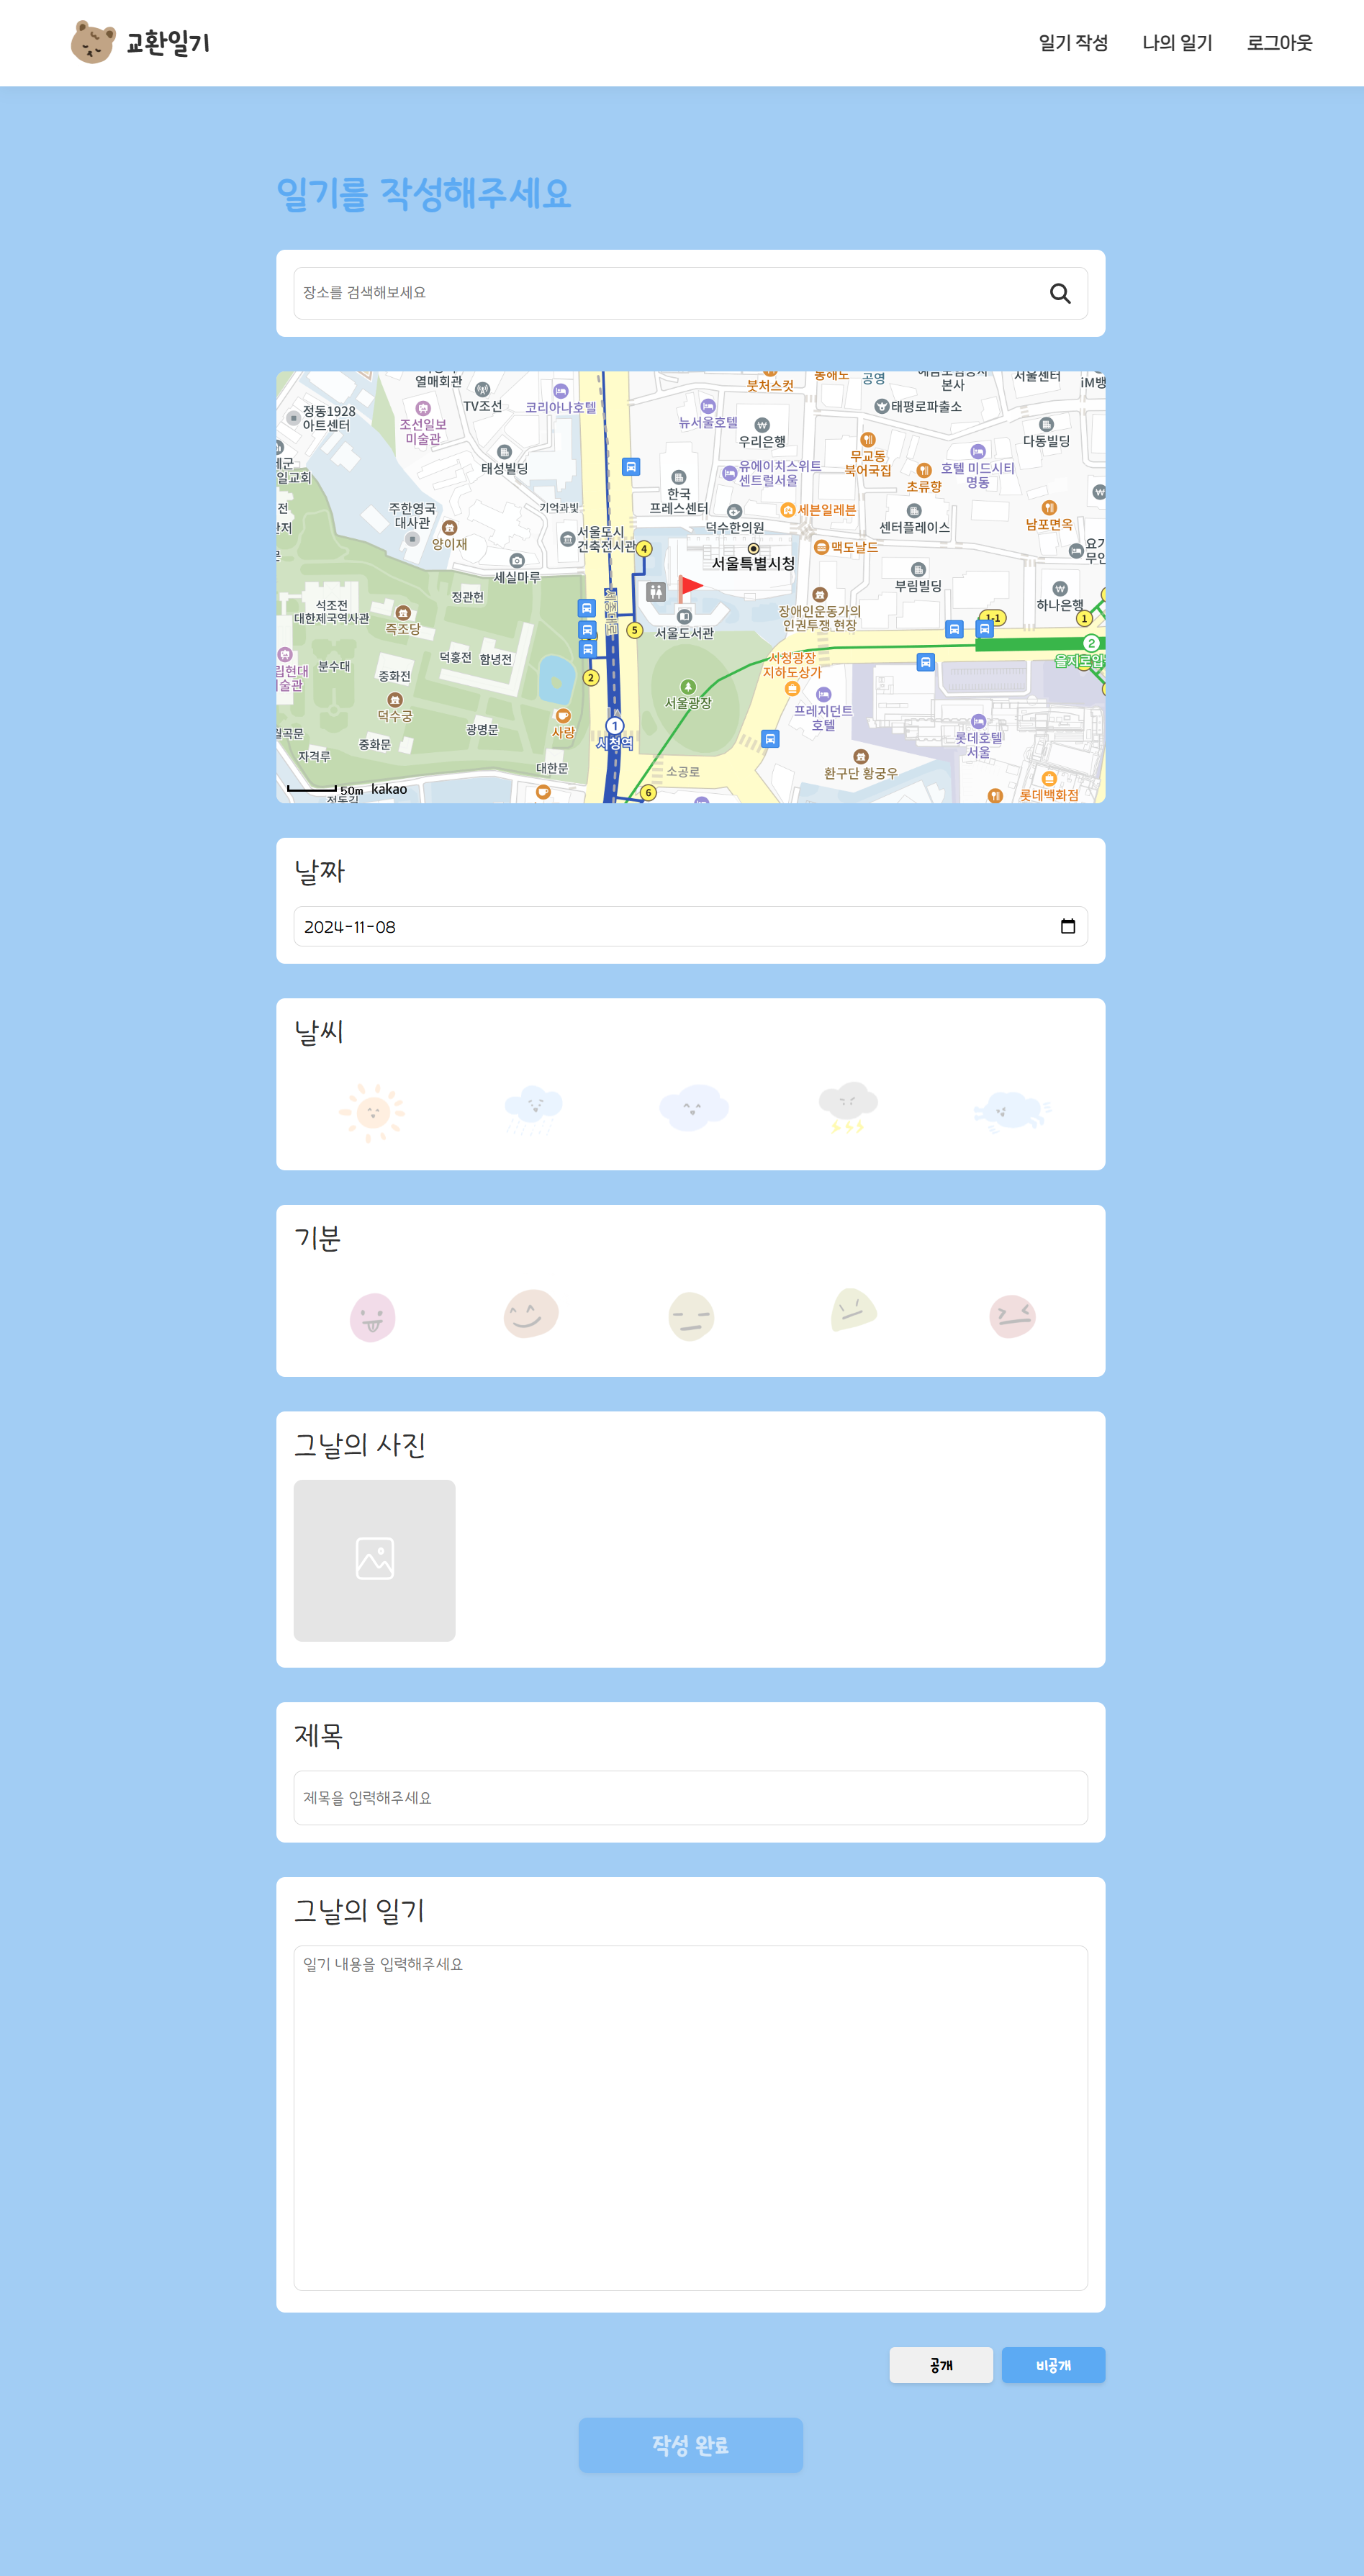 교환일기
일기 작성
나의 일기
로그아웃
일기를 작성해주세요
장소를 검색해보세요
열매회관
TV조선
코리아나호텔
붓처스컷
공영
본사
서울센터
iM뱅
정동1928
아트센터
조선일보
미술관
뉴서울호텔
우리은행
태평로파출소
다동빌딩
태성빌딩
유에이치스위트
센트럴서울
무교동
북어국집
초류향
호텔 미드시티
명동
일교회
한국
프레스센터
주한영국
대사관
기억과빛
양이재
서울도시
건축전시관
덕수한의원
세븐일레븐
센터플레이스
남포면옥
맥도날드
서울특별시청
세실마루
부림빌딩
정관헌
석조전
대한제국역사관
즉조당
서울도서관
장애인운동가의
인권투쟁 현장
하나은행
4
5
1-1
1
2
을지로입
분수대
덕홍전
함녕전
중화전
시청광장
지하도상가
2
서울광장
프레지던트
호텔
덕수궁
광명문
사랑
1
시청역
롯데호텔
서울
중화문
자격루
대한문
소공로
환구단 황궁우
롯데백화점
50m
kakao
6
날짜
2024-11-08
날씨
기분
그날의 사진
제목
제목을 입력해주세요
그날의 일기
일기 내용을 입력해주세요
공개
비공개
작성 완료